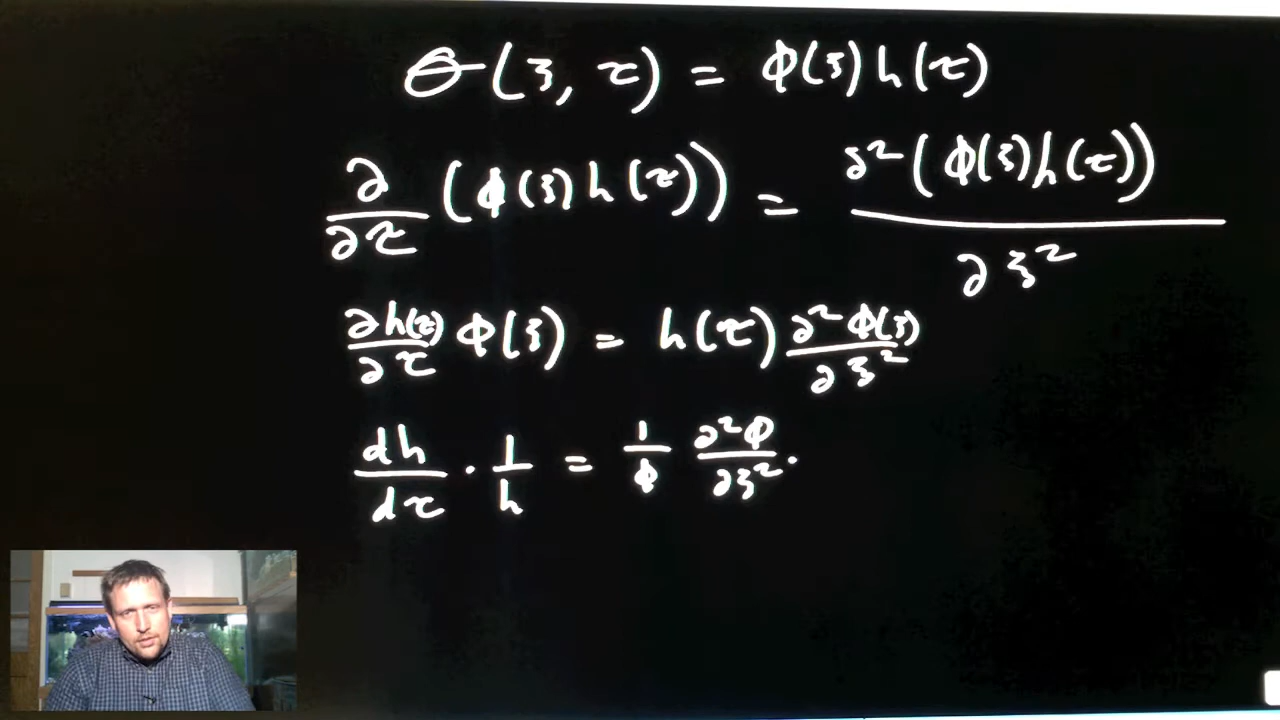 θ(ξ, τ) = ϕ(ξ)h(τ)
∂/∂τ (ϕ(ξ)h(τ)) = ∂²(ϕ(ξ)h(τ))/∂ξ²
∂h(τ)/∂τ ϕ(ξ) = h(τ) ∂²ϕ(ξ)/∂ξ²
dh/dτ · 1/h = 1/ϕ ∂²ϕ/∂ξ² ·